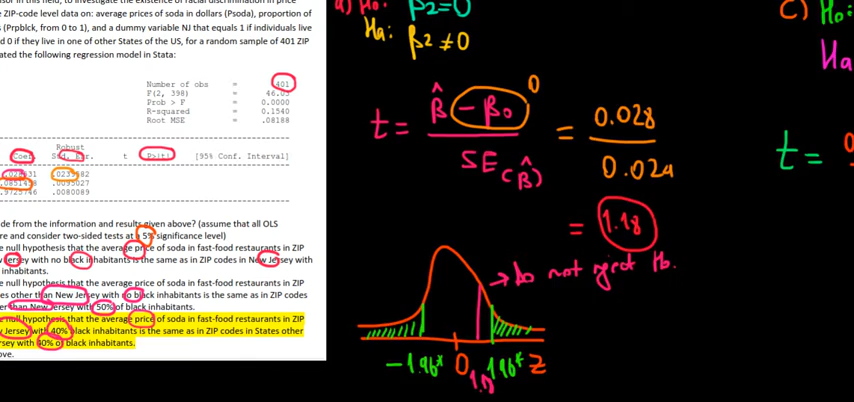 sor in this field, to investigate the existence of racial discrimination in price
ZIP-code level data on: average prices of soda in dollars (Psoda), proportion of
s (Prpblck, from 0 to 1), and a dummy variable NJ that equals 1 if individuals live
d 0 if they live in one of other States of the US, for a random sample of 401 ZIP
ated the following regression model in Stata:
Number of obs = 401
F(2, 398) = 46.05
Prob > F = 0.0000
R-squared = 0.1540
Root MSE = .08188
Robust
Coef. Std. Err. t P>|t| [95% Conf. Interval]
.0851458 .0095027
.9725746 .0080089
de from the information and results given above? (assume that all OLS
re and consider two-sided tests at a 5% significance level)
e null hypothesis that the average price of soda in fast-food restaurants in ZIP
w Jersey with no black inhabitants is the same as in ZIP codes in New Jersey with
inhabitants.
e null hypothesis that the average price of soda in fast-food restaurants in ZIP
es other than New Jersey with no black inhabitants is the same as in ZIP codes
er than New Jersey with 50% of black inhabitants.
e null hypothesis that the average price of soda in fast-food restaurants in ZIP
Jersey with 40% black inhabitants is the same as in ZIP codes in States other
rsey with 40% of black inhabitants.
ove.
a) Ho: β2=0
Ha: β2 ≠ 0
t = β̂ - β0 / SE(β̂) = 0.028 / 0.024
0
= 1.18
Do not reject Ho.
-1.96* 0 1.18 1.96* Z
c) Ho:
Ha
t = 0